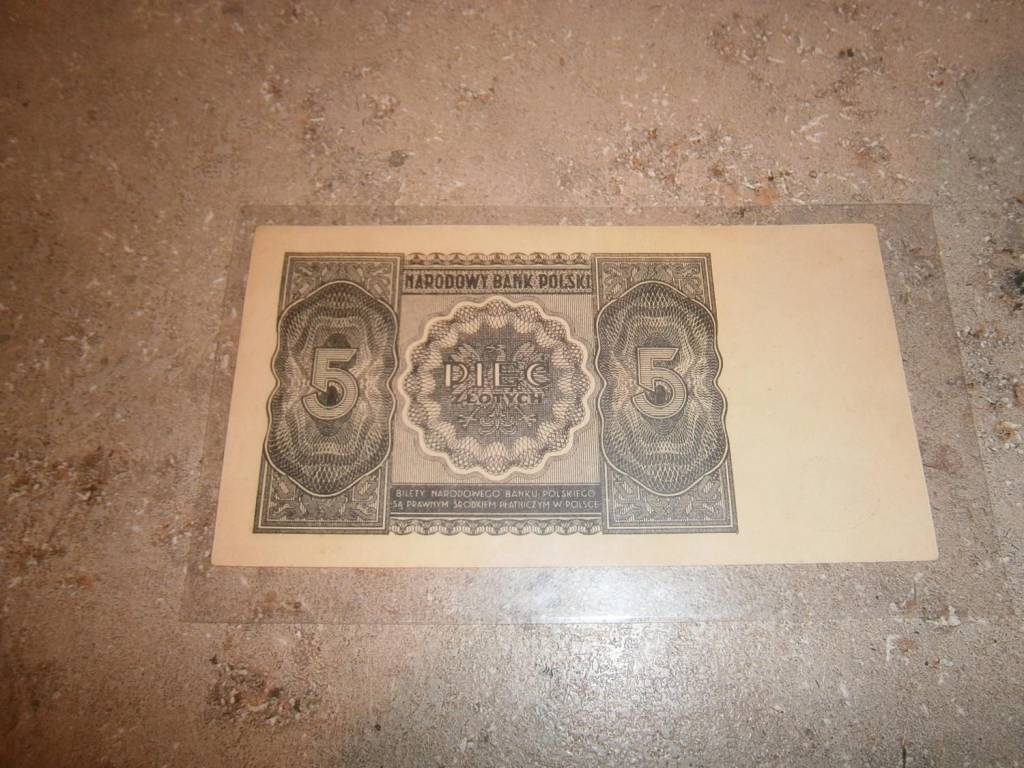 NARODOWY BANK POLSKI
5
PIĘĆ
ZŁOTYCH
5
BILETY NARODOWEGO BANKU POLSKIEGO
SĄ PRAWNYM ŚRODKIEM PŁATNICZYM W POLSCE